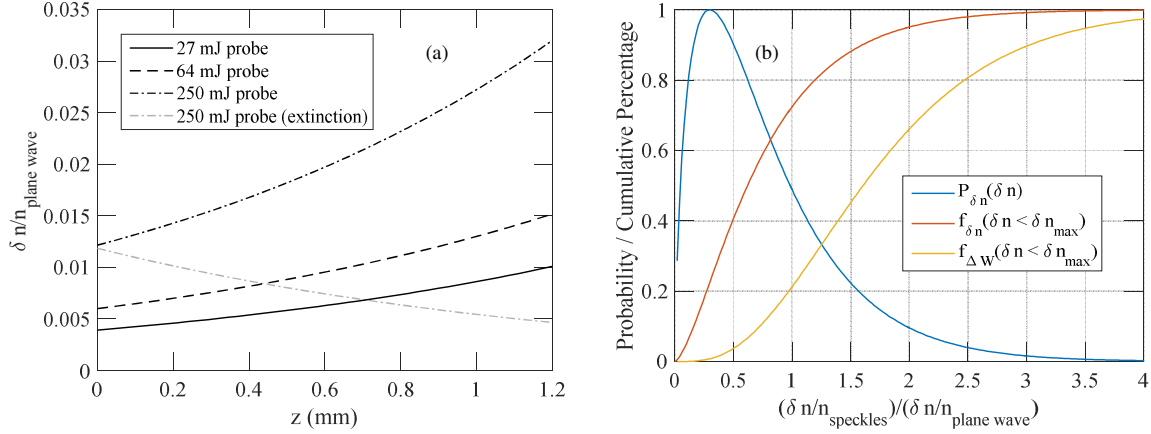 (a)
27 mJ probe
64 mJ probe
250 mJ probe
250 mJ probe (extinction)
δ n/n_plane wave
0.035
0.03
0.025
0.02
0.015
0.01
0.005
0
0 0.2 0.4 0.6 0.8 1 1.2
z (mm)
(b)
Probability / Cumulative Percentage
1
0.8
0.6
0.4
0.2
0
P_δ n(δ n)
f_δ n(δ n < δ n_max)
f_Δ W(δ n < δ n_max)
0 0.5 1 1.5 2 2.5 3 3.5 4
(δ n/n_speckles)/(δ n/n_plane wave)